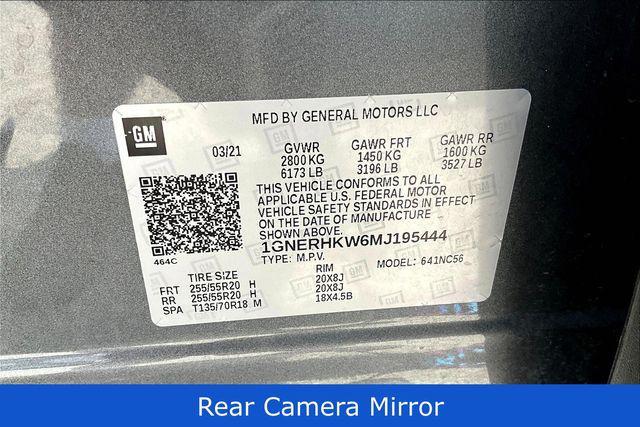 MFD BY GENERAL MOTORS LLC
GM
03/21 GVWR GAWR FRT GAWR RR
2800 KG 1450 KG 1600 KG
6173 LB 3196 LB 3527 LB
THIS VEHICLE CONFORMS TO ALL
APPLICABLE U.S. FEDERAL MOTOR
VEHICLE SAFETY STANDARDS IN EFFECT
ON THE DATE OF MANUFACTURE
SHOWN ABOVE.
1GNERHKW6MJ195444
464C
TYPE: M.P.V. MODEL: 641NC56
TIRE SIZE RIM
FRT 255/55R20 H 20X8J
RR 255/55R20 H 20X8J
SPA T135/70R18 M 18X4.5B
Rear Camera Mirror